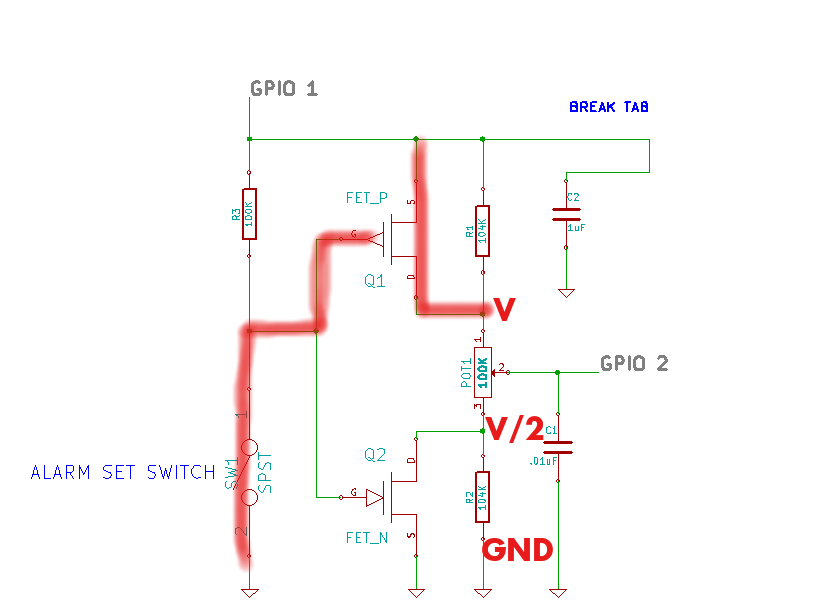 GPIO 1
BREAK TAB
R3
100K
FET_P
S
G
D
Q1
R1
104K
C2
1uF
V
1
POT1
100K
2
3
GPIO 2
V/2
C1
.01uF
Q2
D
G
S
FET_N
R2
104K
GND
1
ALARM SET SWITCH
SW1
SPST
2